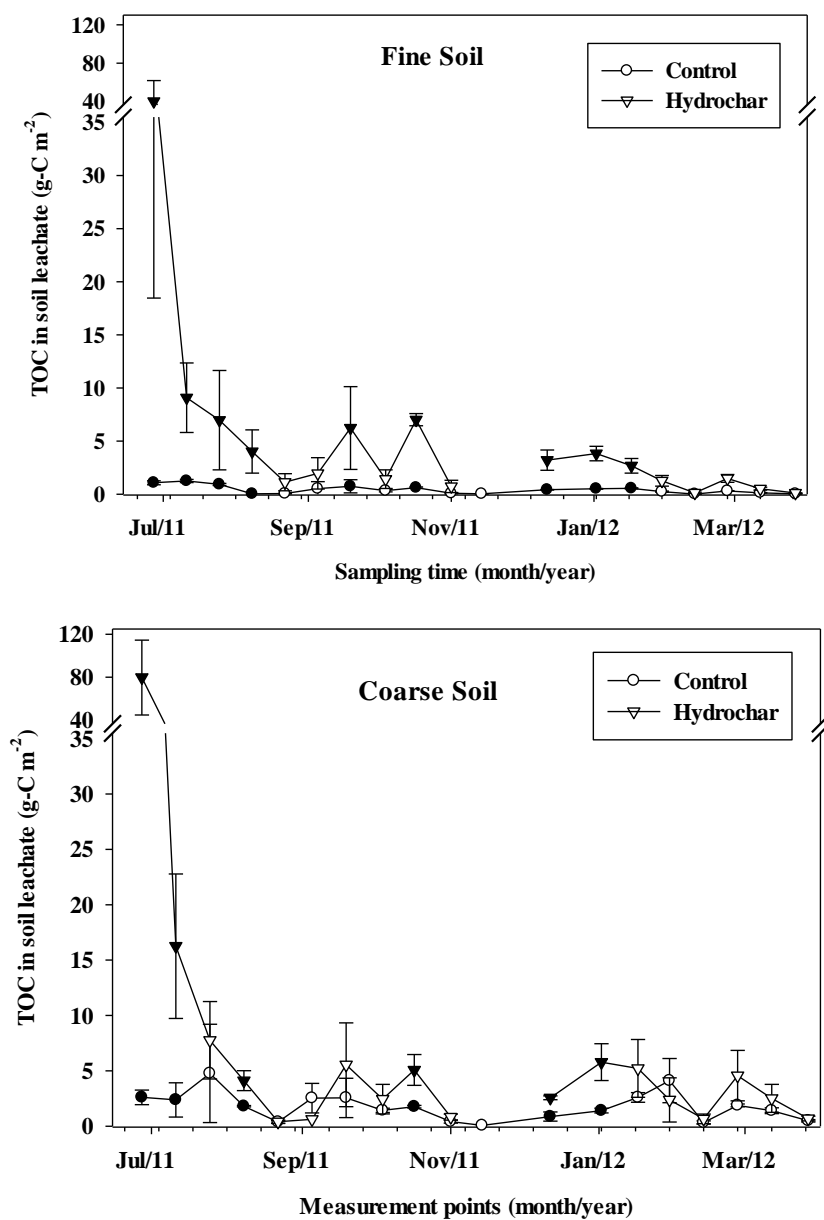 120
Fine Soil
Control
80
Hydrochar
40
35
30
25
20
15
10
5
0
TOC in soil leachate (g-C m-2)
Jul/11 Sep/11 Nov/11 Jan/12 Mar/12
Sampling time (month/year)
120
Coarse Soil
Control
80
Hydrochar
40
35
30
25
20
15
10
5
0
TOC in soil leachate (g-C m-2)
Jul/11 Sep/11 Nov/11 Jan/12 Mar/12
Measurement points (month/year)